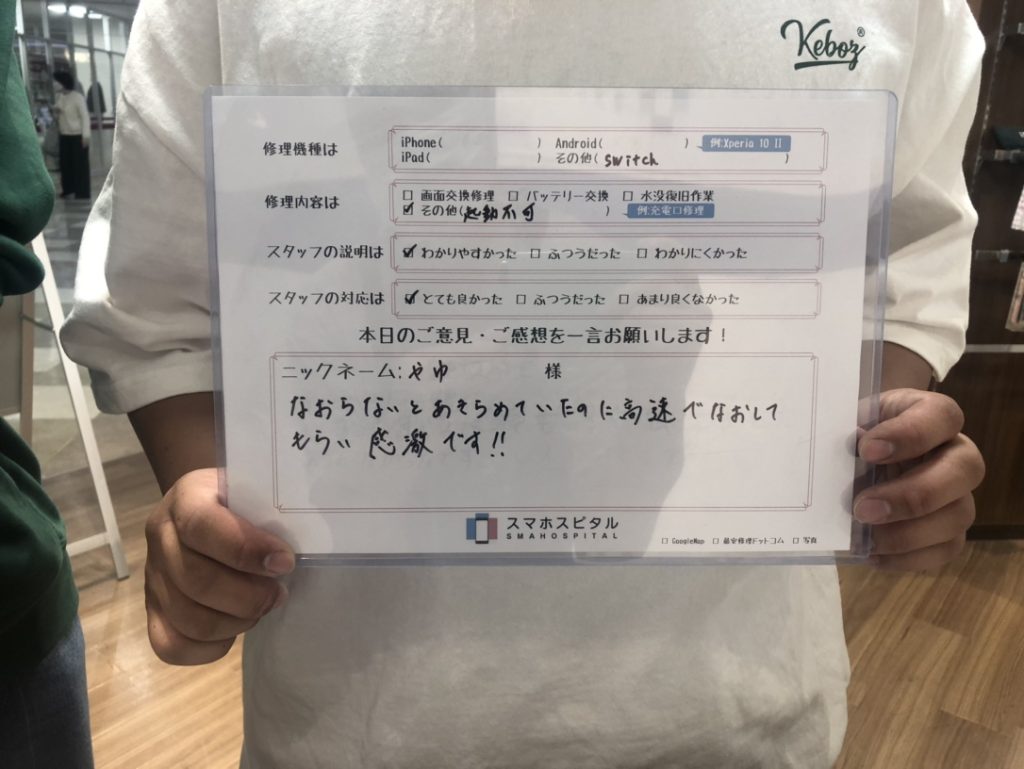 Keboz®
修理機種は
iPhone( ) Android( ) 例:Xperia 10 II
iPad( ) その他( switch )
修理内容は
□ 画面交換修理 □ バッテリー交換 □ 水没復旧作業
☑ その他(起動不可 ) 例:充電口修理
スタッフの説明は ☑ わかりやすかった □ ふつうだった □ わかりにくかった
スタッフの対応は ☑ とても良かった □ ふつうだった □ あまり良くなかった
本日のご意見・ご感想を一言お願いします!
ニックネーム:やゆ 様
なおらないとあきらめていたのに高速でなおして
もらい感激です!!
スマホスピタル
SMAHOSPITAL
□ GoogleMap □ 最安修理ドットコム □ 写真